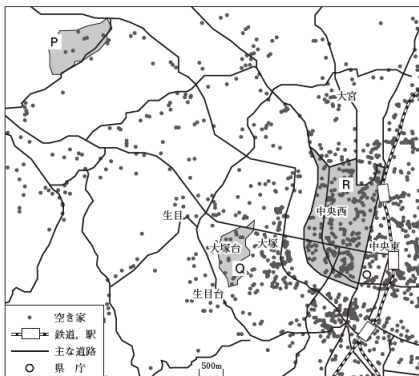 P
大宮
R
中央西
生目
大塚台
大塚
中央東
Q
生目台
空き家
鉄道，駅
主な道路
県 庁
500m